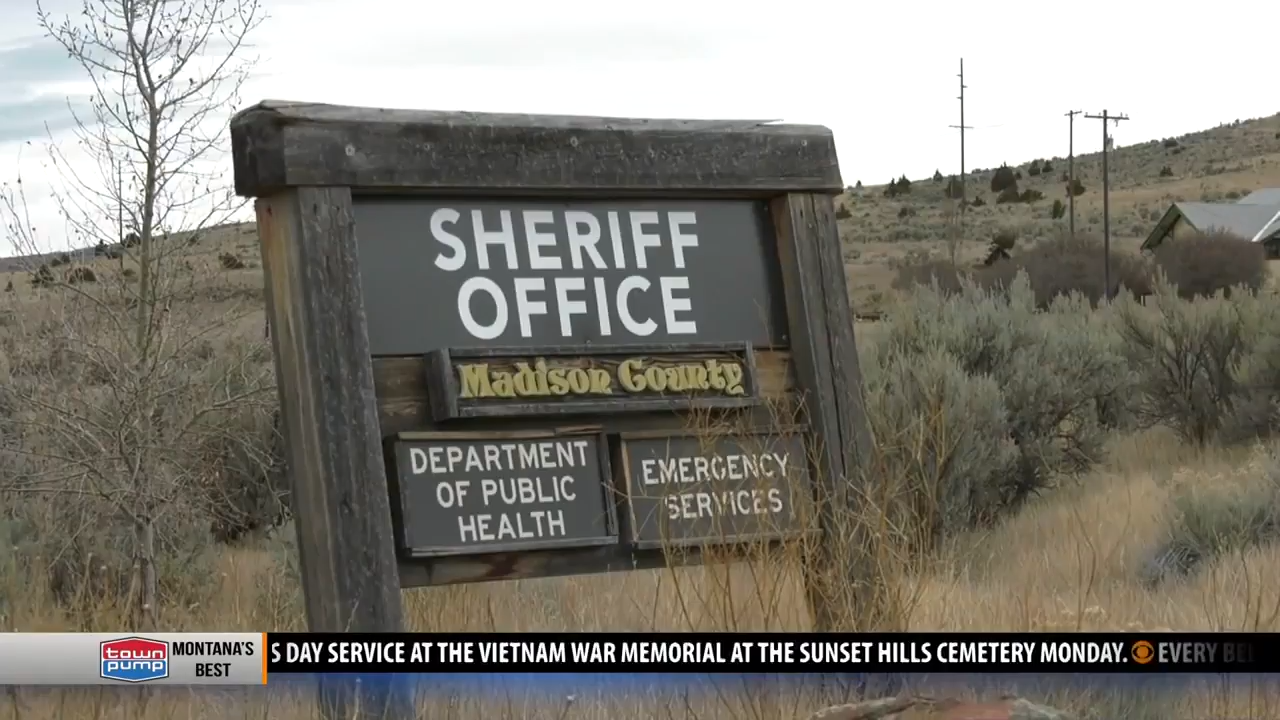 SHERIFF
OFFICE
Madison County
DEPARTMENT
OF PUBLIC
HEALTH
EMERGENCY
SERVICES
town
pump
MONTANA'S
BEST
S DAY SERVICE AT THE VIETNAM WAR MEMORIAL AT THE SUNSET HILLS CEMETERY MONDAY. EVERY